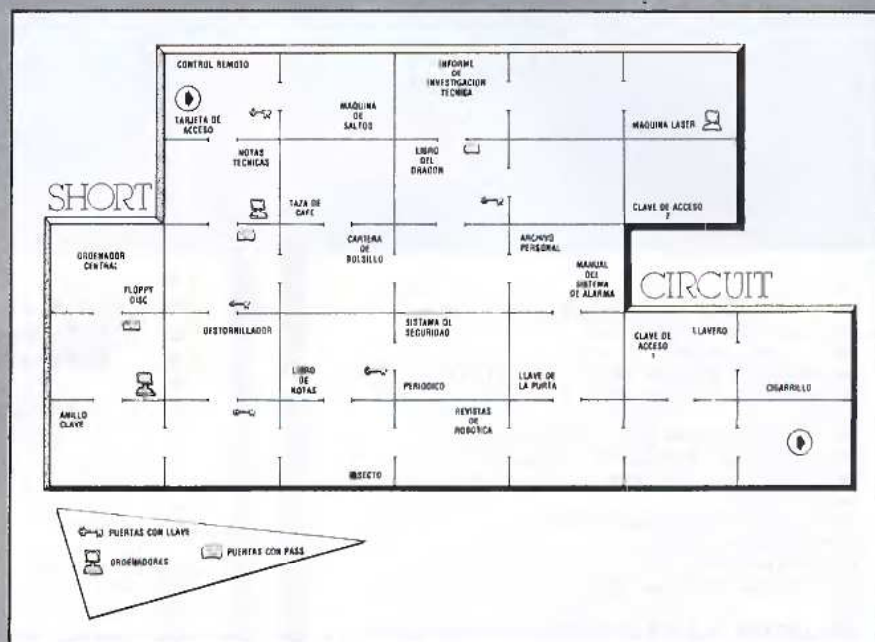 CONTROL REMOTO
TARJETA DE
ACCESO
MAQUINA
DE
SALTOS
INFORME
DE
INVESTIGACION
TECNICA
MAQUINA LASER
NOTAS
TECNICAS
LIBRO
DEL
DRAGON
SHORT
TAZA DE
CAFE
CLAVE DE ACCESO
2
ORDENADOR
CENTRAL
CARTERA
DE
BOLSILLO
ARCHIVO
PERSONAL
MANUAL
DEL
SISTEMA
DE ALARMA
CIRCUIT
FLOPPY
DISC
DESTORNILLADOR
SISTAMA DE
SEGURIDAD
CLAVE DE
ACCESO
1
LLAVERO
LIBRO
DE
NOTAS
PERIODICO
LLAVE DE
LA PURTA
CIGARRILLO
ANILLO
CLAVE
REVISTAS
DE
ROBOTICA
INSECTO
PUERTAS CON LLAVE
ORDENADORES
PUERTAS CON PASS